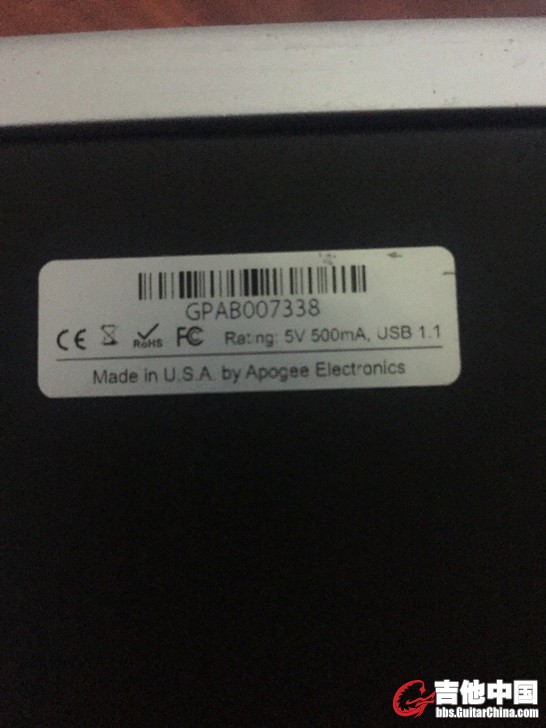 GPAB007338
CE RoHS FC Rating: 5V 500mA, USB 1.1
Made in U.S.A. by Apogee Electronics
吉他中国
bbs.GuitarChina.com